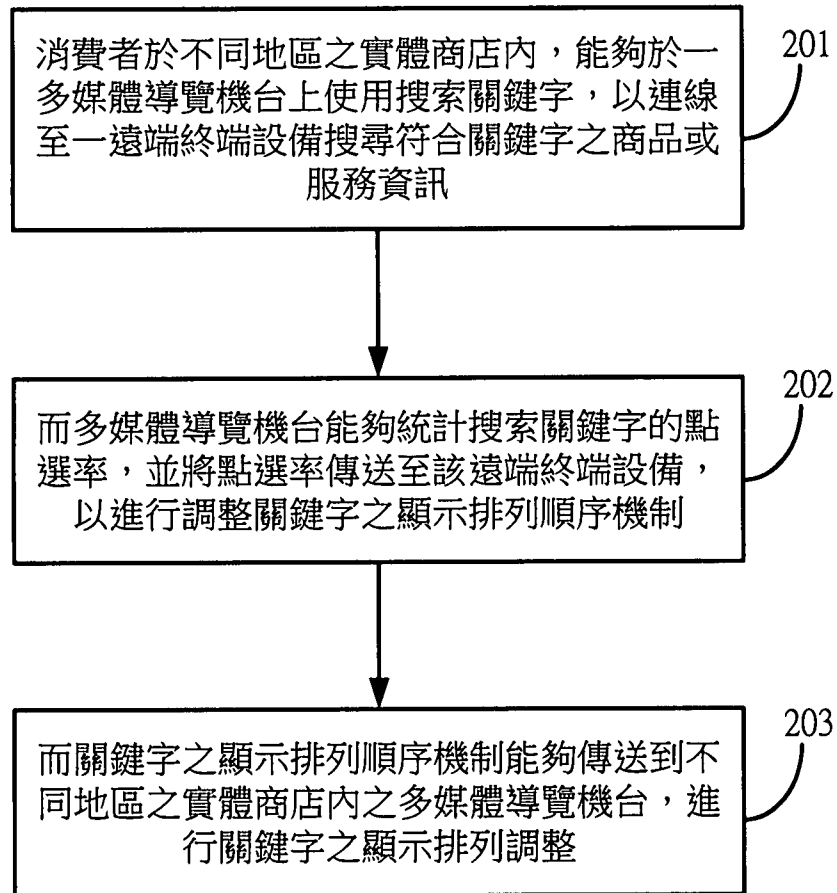 消費者於不同地區之實體商店內，能夠於一
多媒體導覽機台上使用搜索關鍵字，以連線
至一遠端終端設備搜尋符合關鍵字之商品或
服務資訊
201
而多媒體導覽機台能夠統計搜索關鍵字的點
選率，並將點選率傳送至該遠端終端設備，
以進行調整關鍵字之顯示排列順序機制
202
而關鍵字之顯示排列順序機制能夠傳送到不
同地區之實體商店內之多媒體導覽機台，進
行關鍵字之顯示排列調整
203